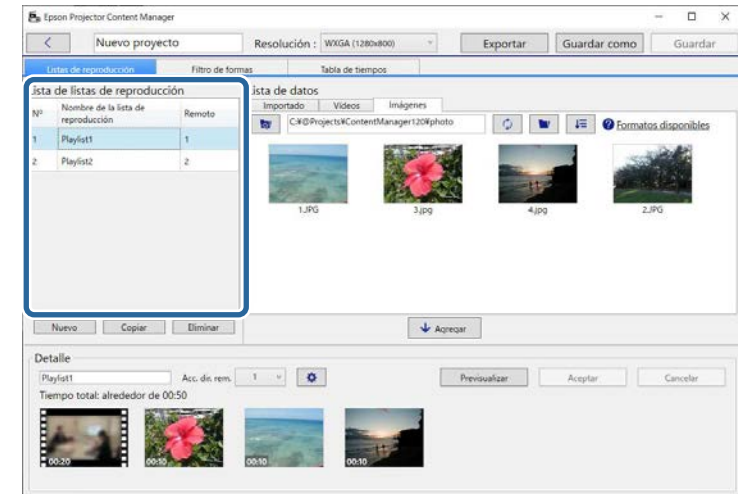 Epson Projector Content Manager
Nuevo proyecto
Resolución :
WXGA (1280x800)
Exportar
Guardar como
Guardar
Listas de reproducción
Filtro de formas
Tabla de tiempos
Lista de listas de reproducción
Nº
Nombre de la lista de
reproducción
Remoto
1
Playlist1
1
2
Playlist2
2
Nuevo
Copiar
Eliminar
Lista de datos
Importado
Vídeos
Imágenes
C:¥@Projects¥ContentManager120¥photo
Formatos disponibles
1.JPG
3.jpg
4.jpg
2.JPG
Agregar
Detalle
Playlist1
Acc. dir. rem.
1
Previsualizar
Aceptar
Cancelar
Tiempo total: alrededor de 00:50
00:20
00:10
00:10
00:10